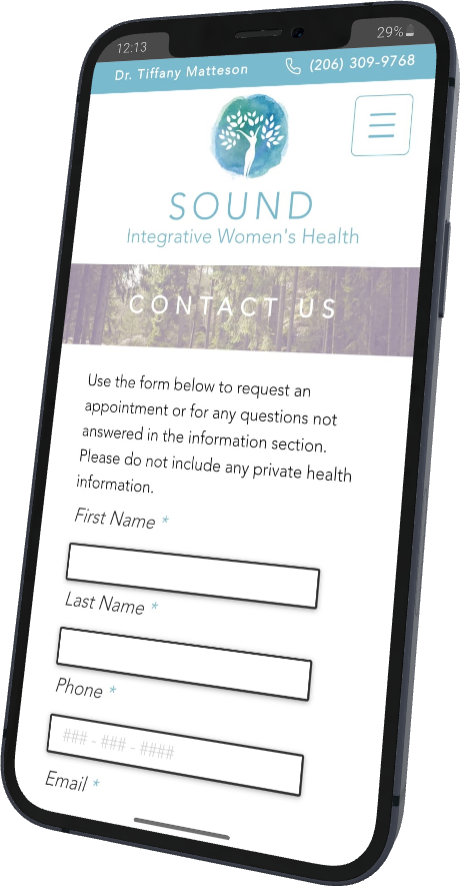 12:13
29%
Dr. Tiffany Matteson
(206) 309-9768
SOUND
Integrative Women's Health
CONTACT US
Use the form below to request an
appointment or for any questions not
answered in the information section.
Please do not include any private health
information.
First Name *
Last Name *
Phone *
### - ### - ####
Email *